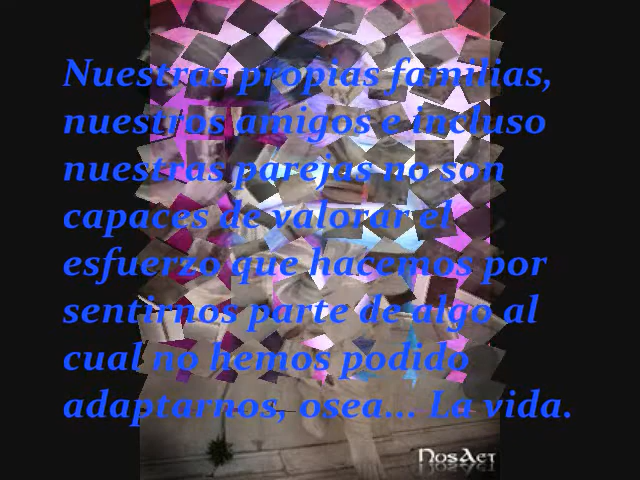 Nuestras propias familias,
nuestros amigos e incluso
nuestras parejas no son
capaces de valorar el
esfuerzo que hacemos por
sentirnos parte de algo al
cual no hemos podido
adaptarnos, osea... La vida.
NosAet